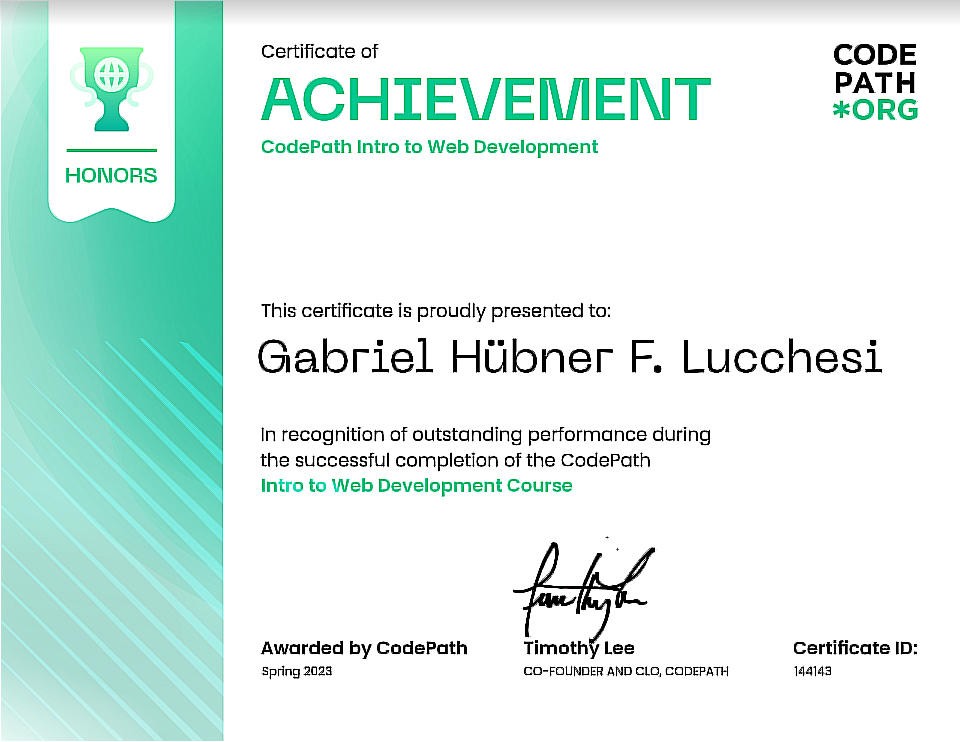 HONORS
Certificate of
ACHIEVEMENT
CodePath Intro to Web Development
CODE
PATH
*ORG
This certificate is proudly presented to:
Gabriel Hübner F. Lucchesi
In recognition of outstanding performance during
the successful completion of the CodePath
Intro to Web Development Course
Awarded by CodePath
Spring 2023
Timothy Lee
CO-FOUNDER AND CLO, CODEPATH
Certificate ID:
144143